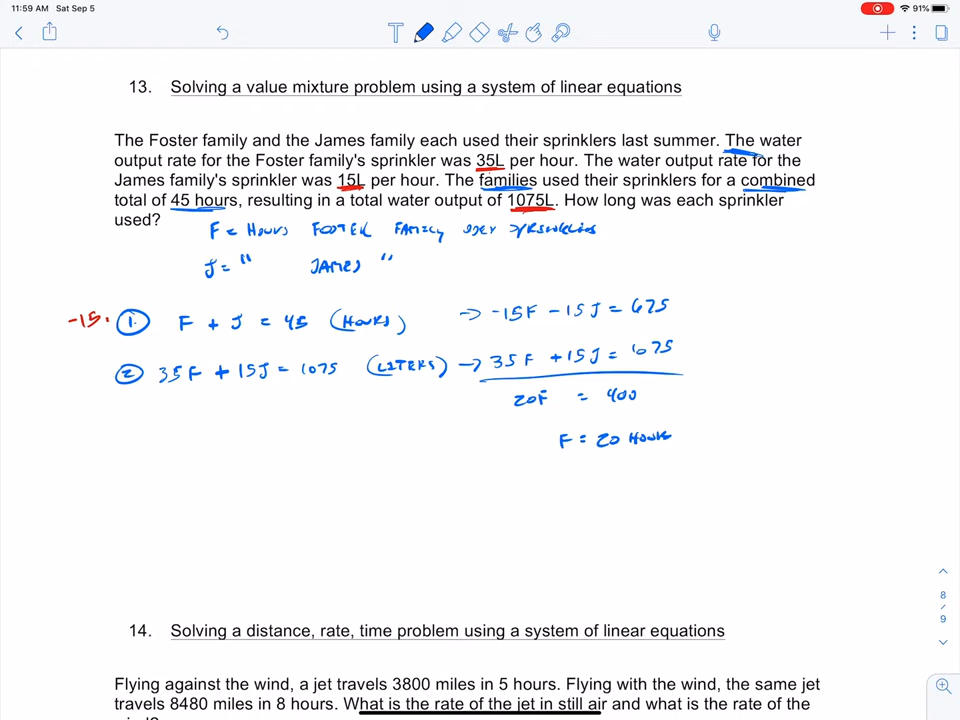 11:59 AM Sat Sep 5
91%
13. Solving a value mixture problem using a system of linear equations
The Foster family and the James family each used their sprinklers last summer. The water
output rate for the Foster family's sprinkler was 35L per hour. The water output rate for the
James family's sprinkler was 15L per hour. The families used their sprinklers for a combined
total of 45 hours, resulting in a total water output of 1075L. How long was each sprinkler
used?
F = HOURS FOSTER FAMILY
J = " JAMES "
-15· ① F + J = 45 (HOURS) → -15F - 15J = 675
② 35F + 15J = 1075 (LITERS) → 35F + 15J = 1075
20F = 400
F = 20 HOURS
8
/
9
14. Solving a distance, rate, time problem using a system of linear equations
Flying against the wind, a jet travels 3800 miles in 5 hours. Flying with the wind, the same jet
travels 8480 miles in 8 hours. What is the rate of the jet in still air and what is the rate of the
wind?